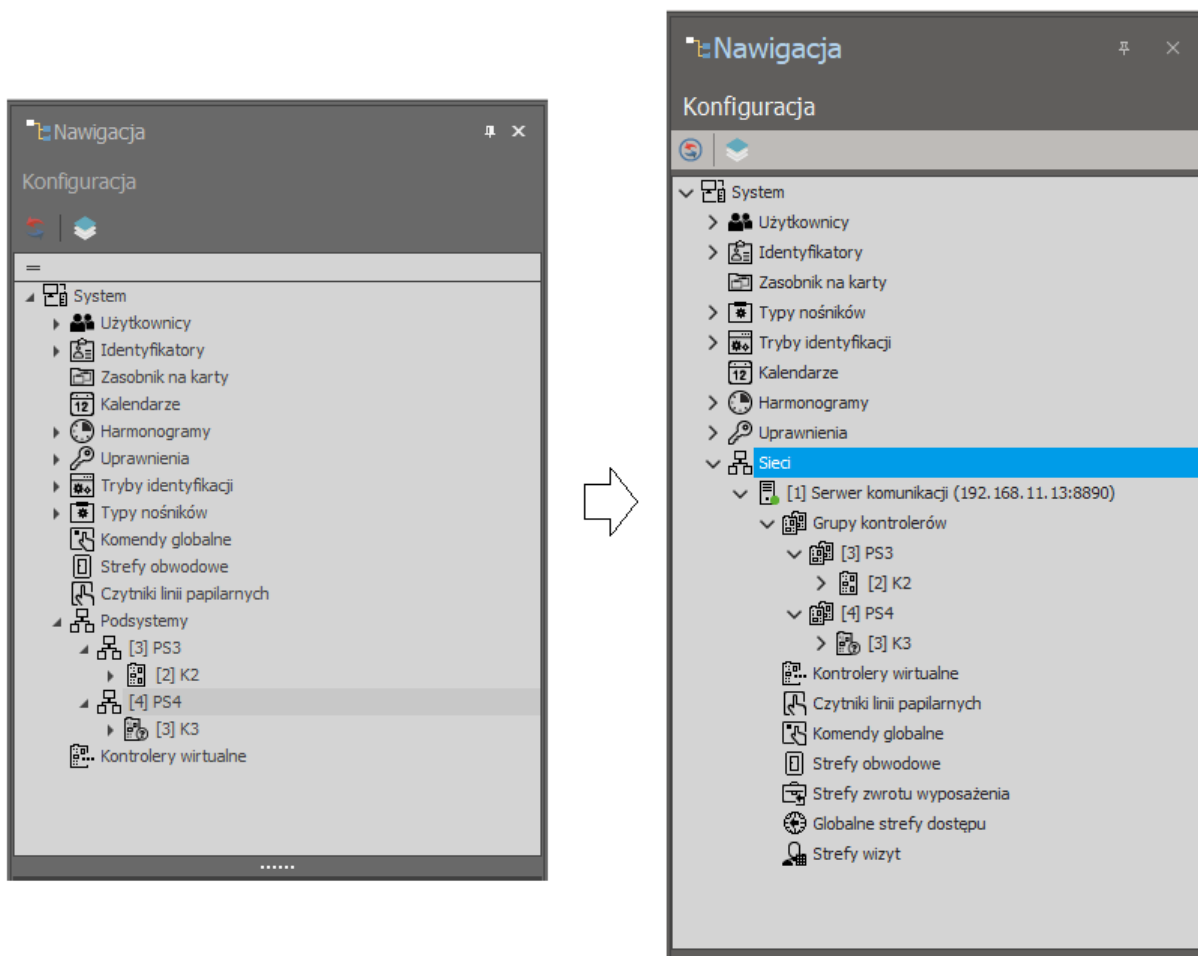 Nawigacja
Konfiguracja
=
System
Użytkownicy
Identyfikatory
Zasobnik na karty
12 Kalendarze
Harmonogramy
Uprawnienia
Tryby identyfikacji
Typy nośników
Komendy globalne
Strefy obwodowe
Czytniki linii papilarnych
Podsystemy
[3] PS3
[2] K2
[4] PS4
[3] K3
Kontrolery wirtualne
Nawigacja
Konfiguracja
System
Użytkownicy
Identyfikatory
Zasobnik na karty
Typy nośników
Tryby identyfikacji
12 Kalendarze
Harmonogramy
Uprawnienia
Sieci
[1] Serwer komunikacji (192.168.11.13:8890)
Grupy kontrolerów
[3] PS3
[2] K2
[4] PS4
[3] K3
Kontrolery wirtualne
Czytniki linii papilarnych
Komendy globalne
Strefy obwodowe
Strefy zwrotu wyposażenia
Globalne strefy dostępu
Strefy wizyt